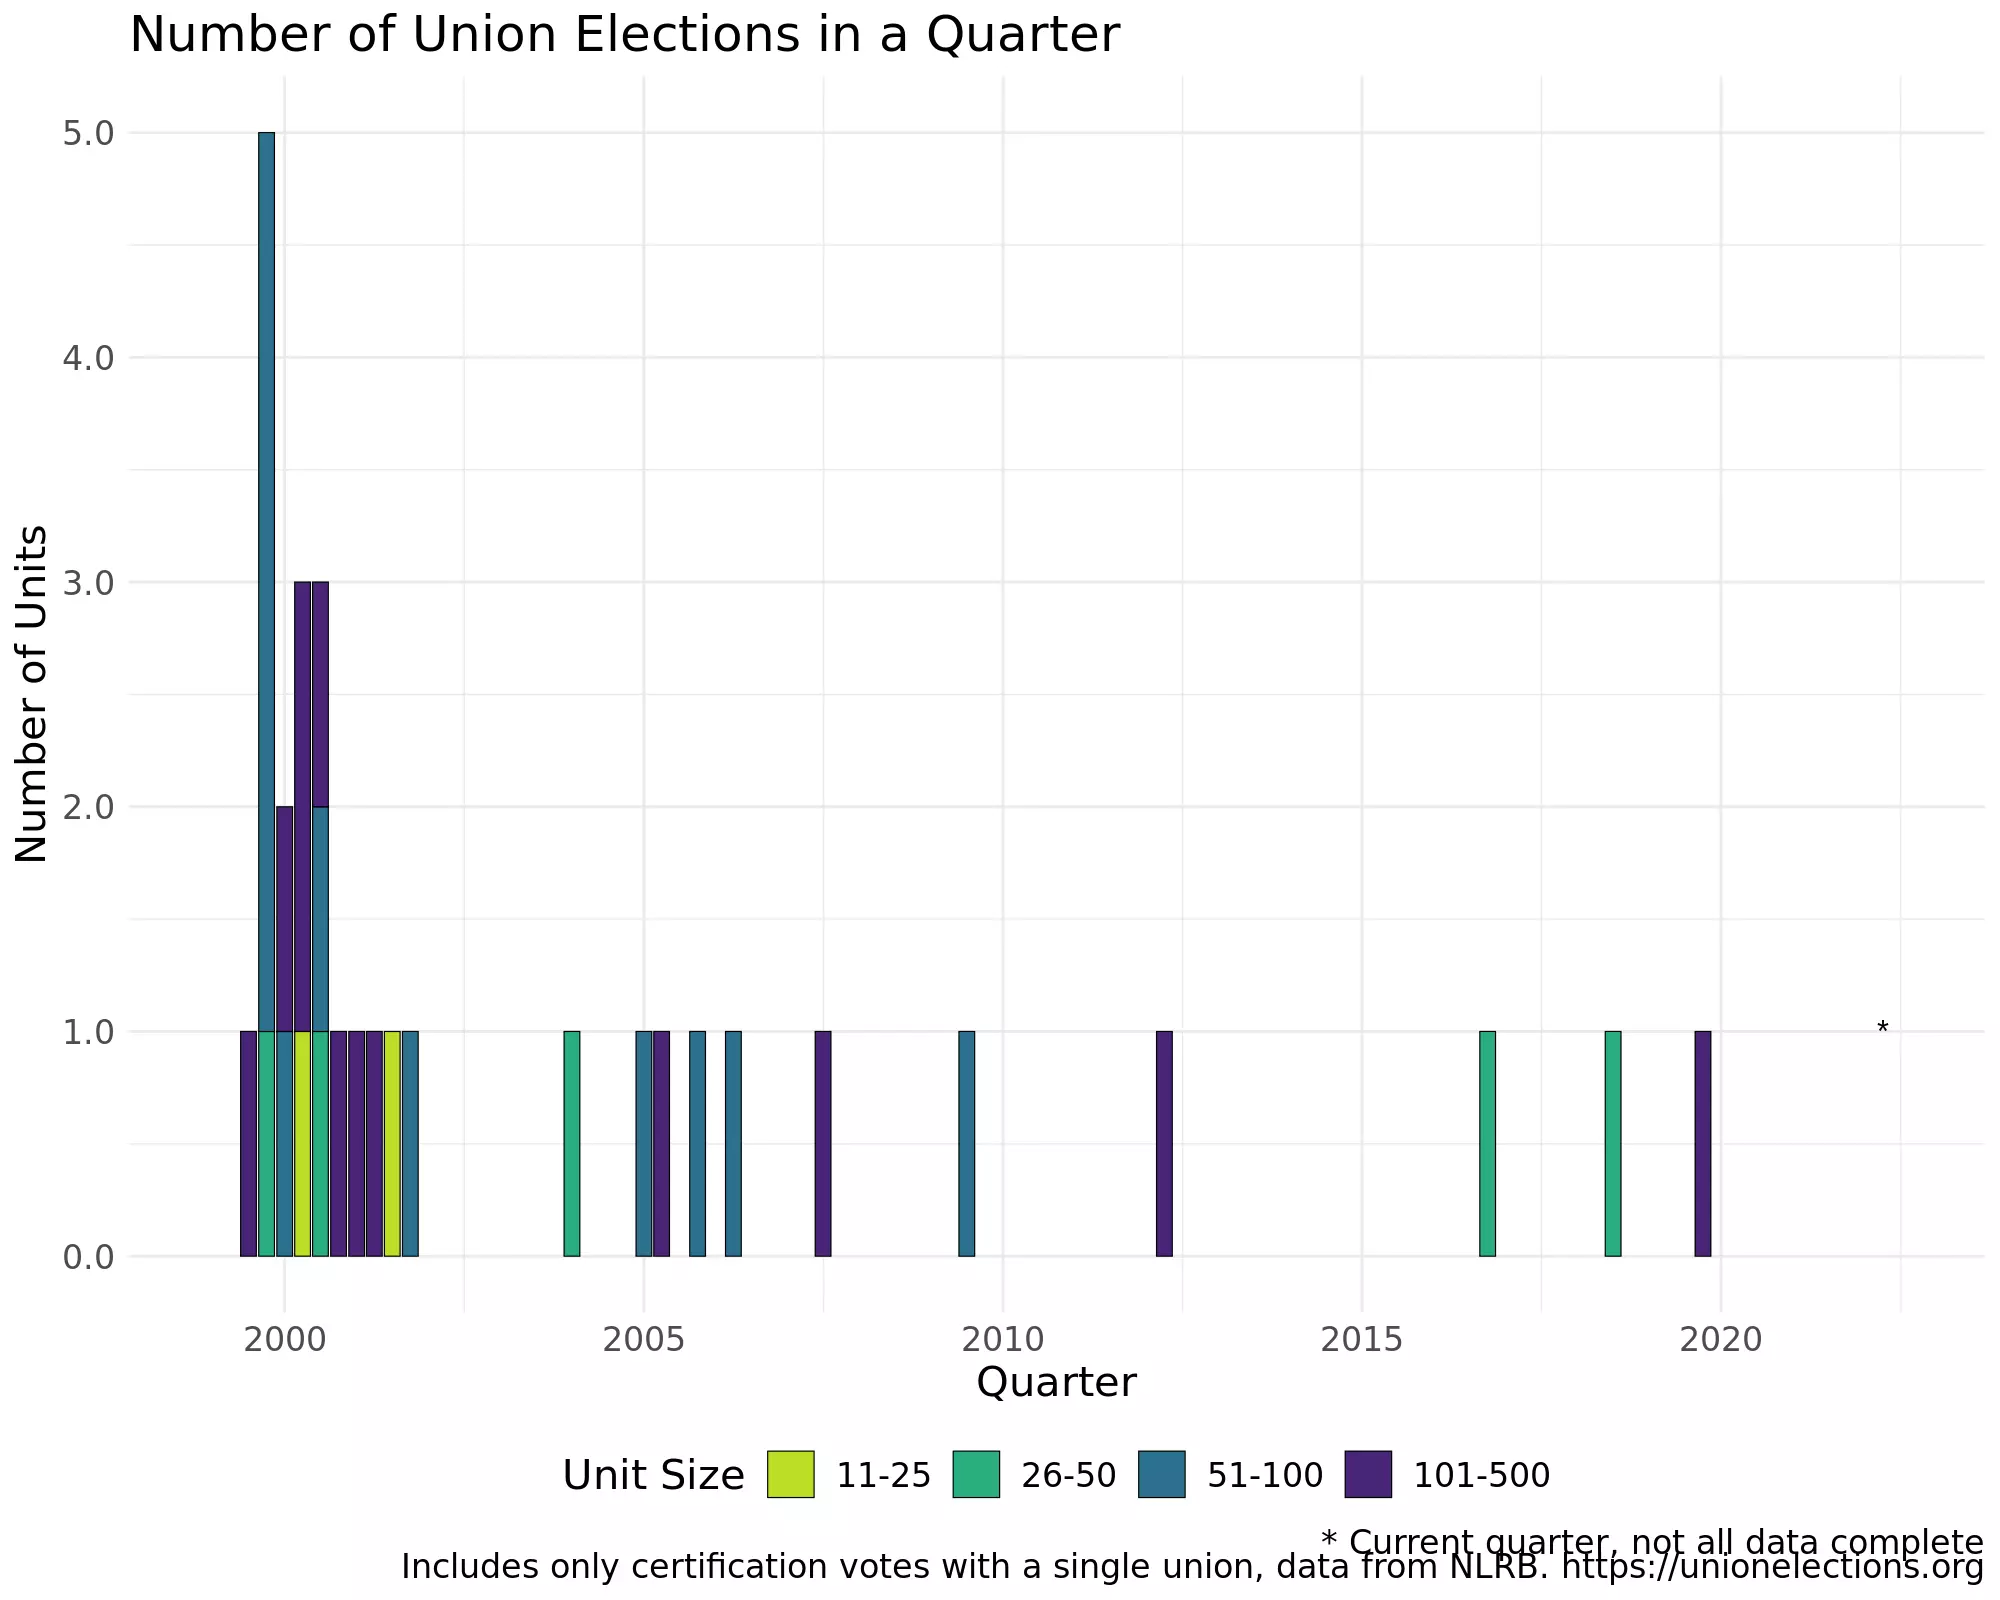 Number of Union Elections in a Quarter
Number of Units
5.0
4.0
3.0
2.0
1.0
0.0
*
2000 2005 2010 2015 2020
Quarter
Unit Size 11-25 26-50 51-100 101-500
* Current quarter, not all data complete
Includes only certification votes with a single union, data from NLRB. https://unionelections.org